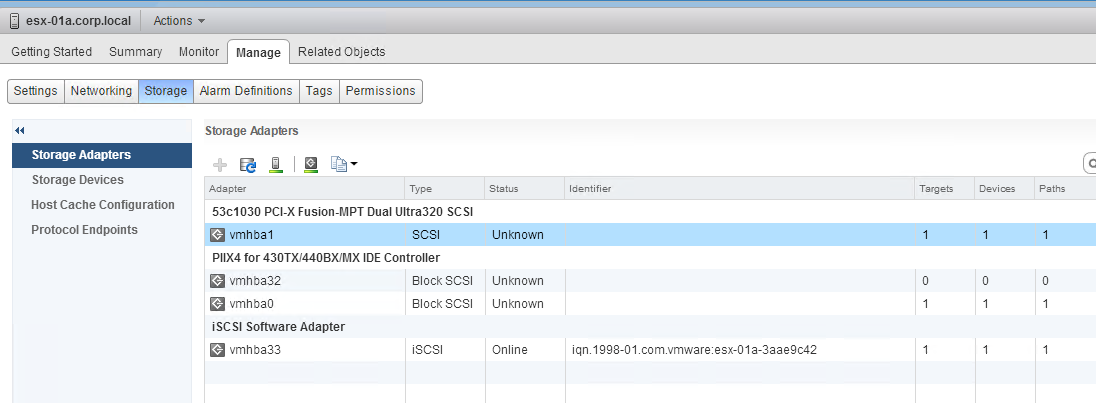 esx-01a.corp.local Actions
Getting Started Summary Monitor Manage Related Objects
Settings Networking Storage Alarm Definitions Tags Permissions
Storage Adapters
Storage Devices
Host Cache Configuration
Protocol Endpoints
Storage Adapters
Adapter Type Status Identifier Targets Devices Paths
53c1030 PCI-X Fusion-MPT Dual Ultra320 SCSI
vmhba1 SCSI Unknown 1 1 1
PIIX4 for 430TX/440BX/MX IDE Controller
vmhba32 Block SCSI Unknown 0 0 0
vmhba0 Block SCSI Unknown 1 1 1
iSCSI Software Adapter
vmhba33 iSCSI Online iqn.1998-01.com.vmware:esx-01a-3aae9c42 1 1 1